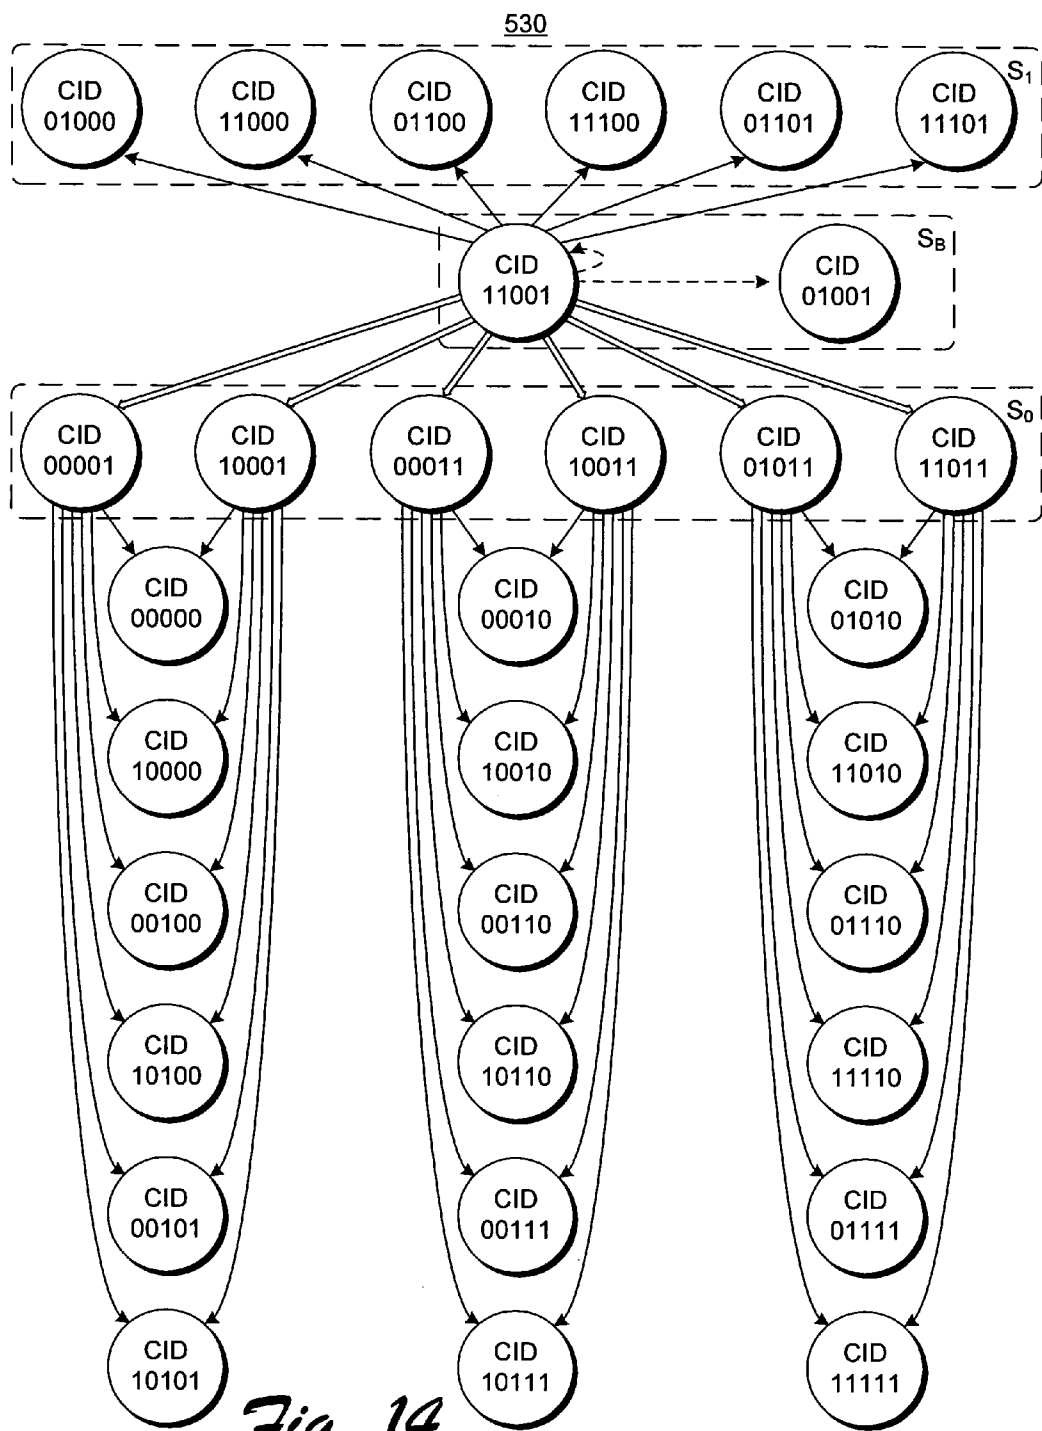 530
S1
CID
01000
CID
11000
CID
01100
CID
11100
CID
01101
CID
11101
SB
CID
11001
CID
01001
S0
CID
00001
CID
10001
CID
00011
CID
10011
CID
01011
CID
11011
CID
00000
CID
00010
CID
01010
CID
10000
CID
10010
CID
11010
CID
00100
CID
00110
CID
01110
CID
10100
CID
10110
CID
11110
CID
00101
CID
00111
CID
01111
CID
10101
CID
10111
CID
11111
Fig. 14